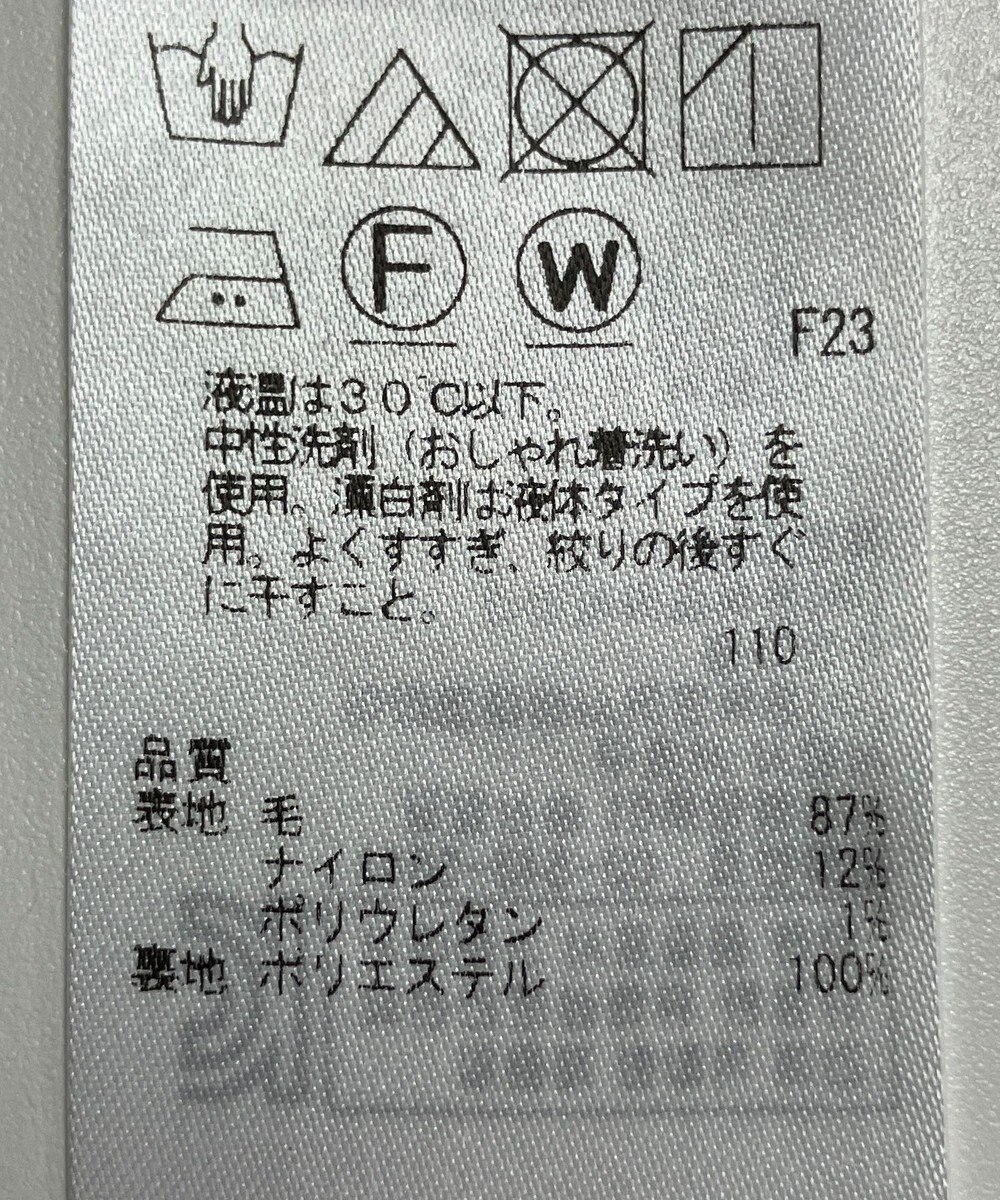 F
W
F23
液温は30℃以下。
中性洗剤（おしゃれ着洗い）を
使用。漂白剤は液体タイプを使
用。よくすすぎ、絞りの後すぐ
に干すこと。
110
品質
表地 毛 87%
ナイロン 12%
ポリウレタン 1%
裏地 ポリエステル 100%